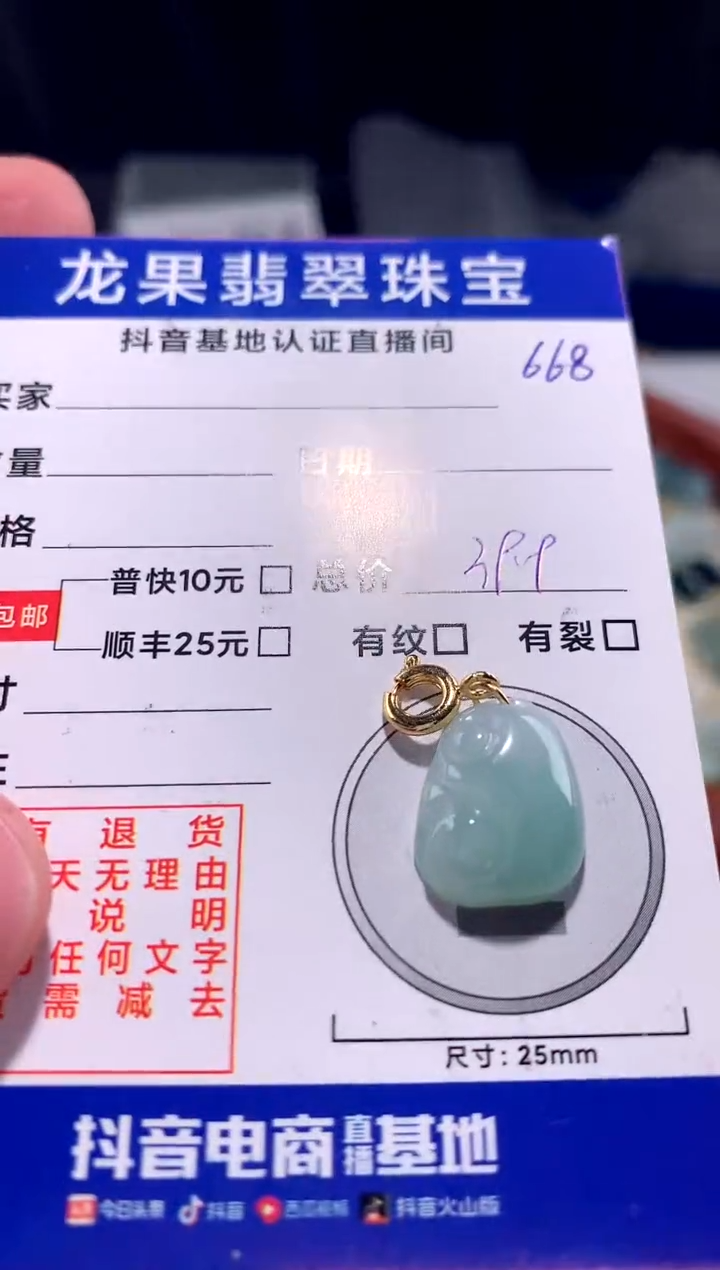 龙果翡翠珠宝
抖音基地认证直播间
668
买家
量 日期
格
普快10元 总价 399
包邮
顺丰25元 有纹 有裂
寸
退货
天无理由
说明
任何文字
需减去
尺寸：25mm
抖音电商直播基地
今日头条 抖音 西瓜视频 抖音火山版